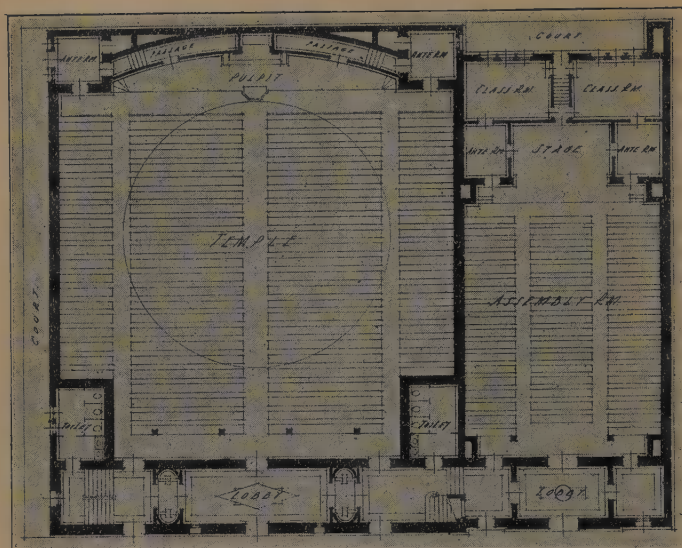 COURT
ANTE RM.
PASSAGE
PASSAGE
ANTE RM.
PULPIT
CLASS RM.
CLASS RM.
ANTE RM.
STAGE
ANTE RM.
TEMPLE
ASSEMBLY RM.
COURT.
TOILET
TOILET
LOBBY
LOBBY